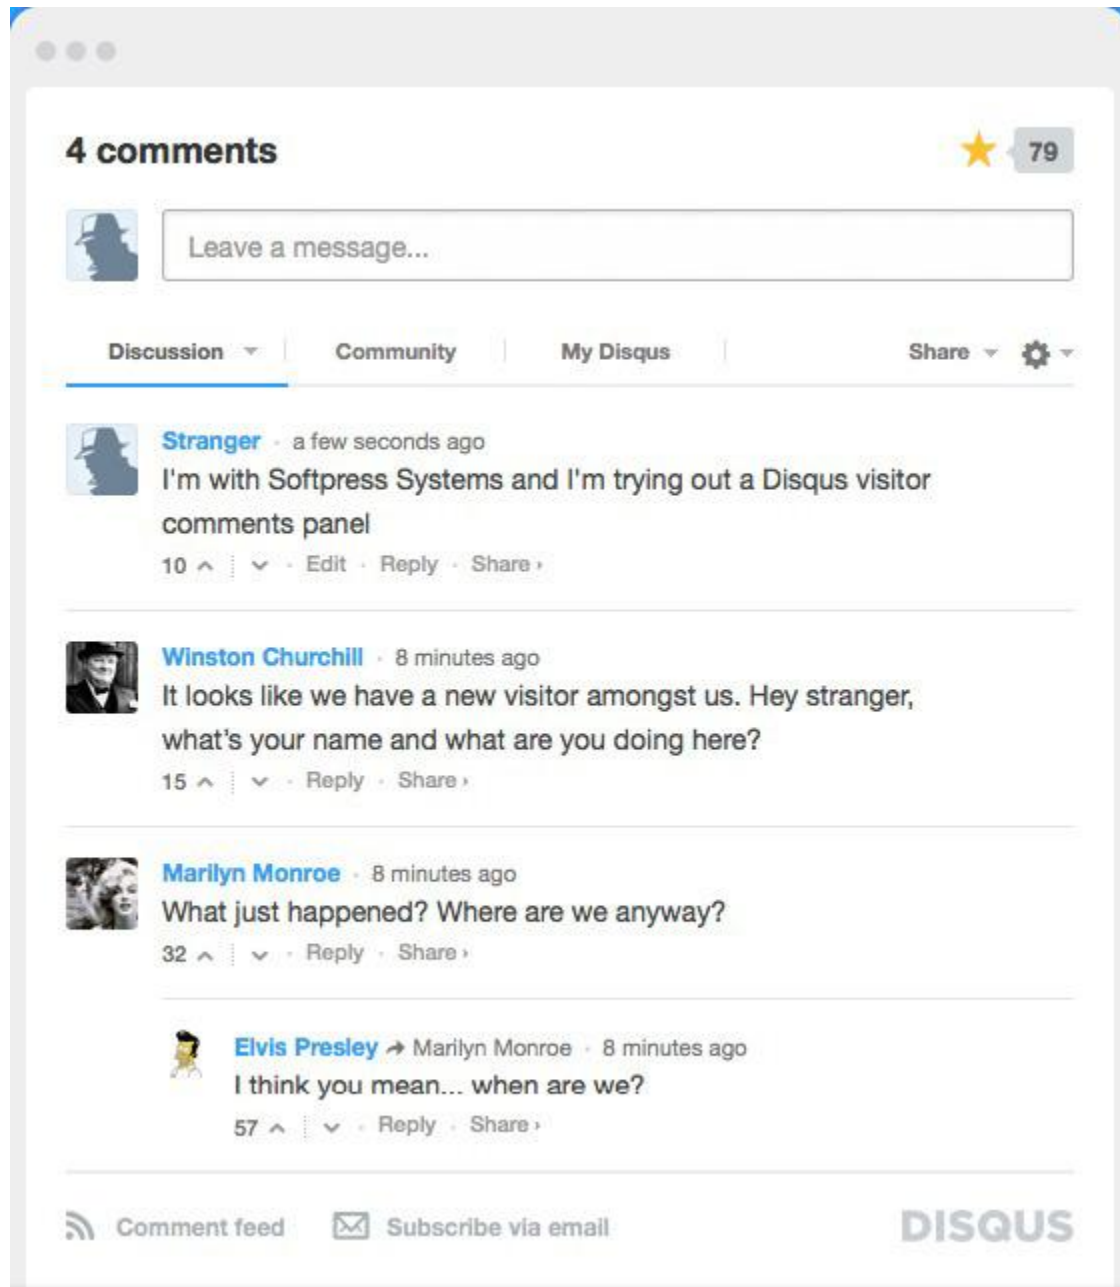 4 comments
79
Leave a message...
Discussion Community My Disqus Share
Stranger · a few seconds ago
I'm with Softpress Systems and I'm trying out a Disqus visitor
comments panel
10 · Edit · Reply · Share ›
Winston Churchill · 8 minutes ago
It looks like we have a new visitor amongst us. Hey stranger,
what's your name and what are you doing here?
15 · Reply · Share ›
Marilyn Monroe · 8 minutes ago
What just happened? Where are we anyway?
32 · Reply · Share ›
Elvis Presley → Marilyn Monroe · 8 minutes ago
I think you mean... when are we?
57 · Reply · Share ›
Comment feed Subscribe via email DISQUS